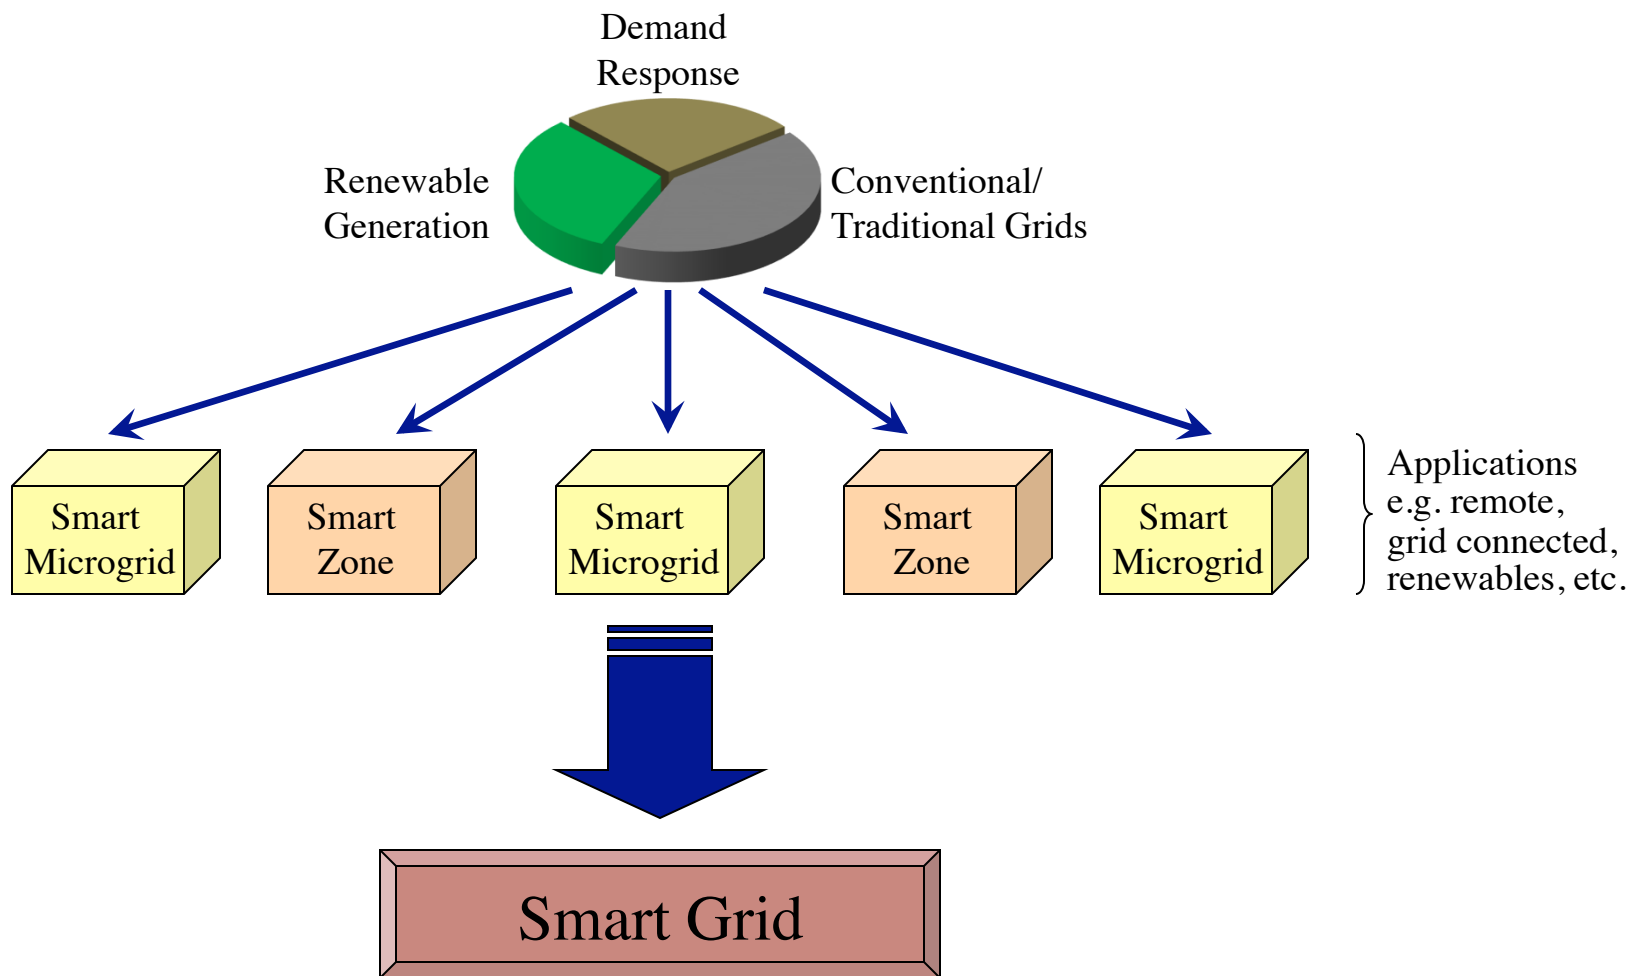 Demand
Response
Renewable
Generation
Conventional/
Traditional Grids
Smart
Microgrid
Smart
Zone
Smart
Microgrid
Smart
Zone
Smart
Microgrid
Applications
e.g. remote,
grid connected,
renewables, etc.
Smart Grid